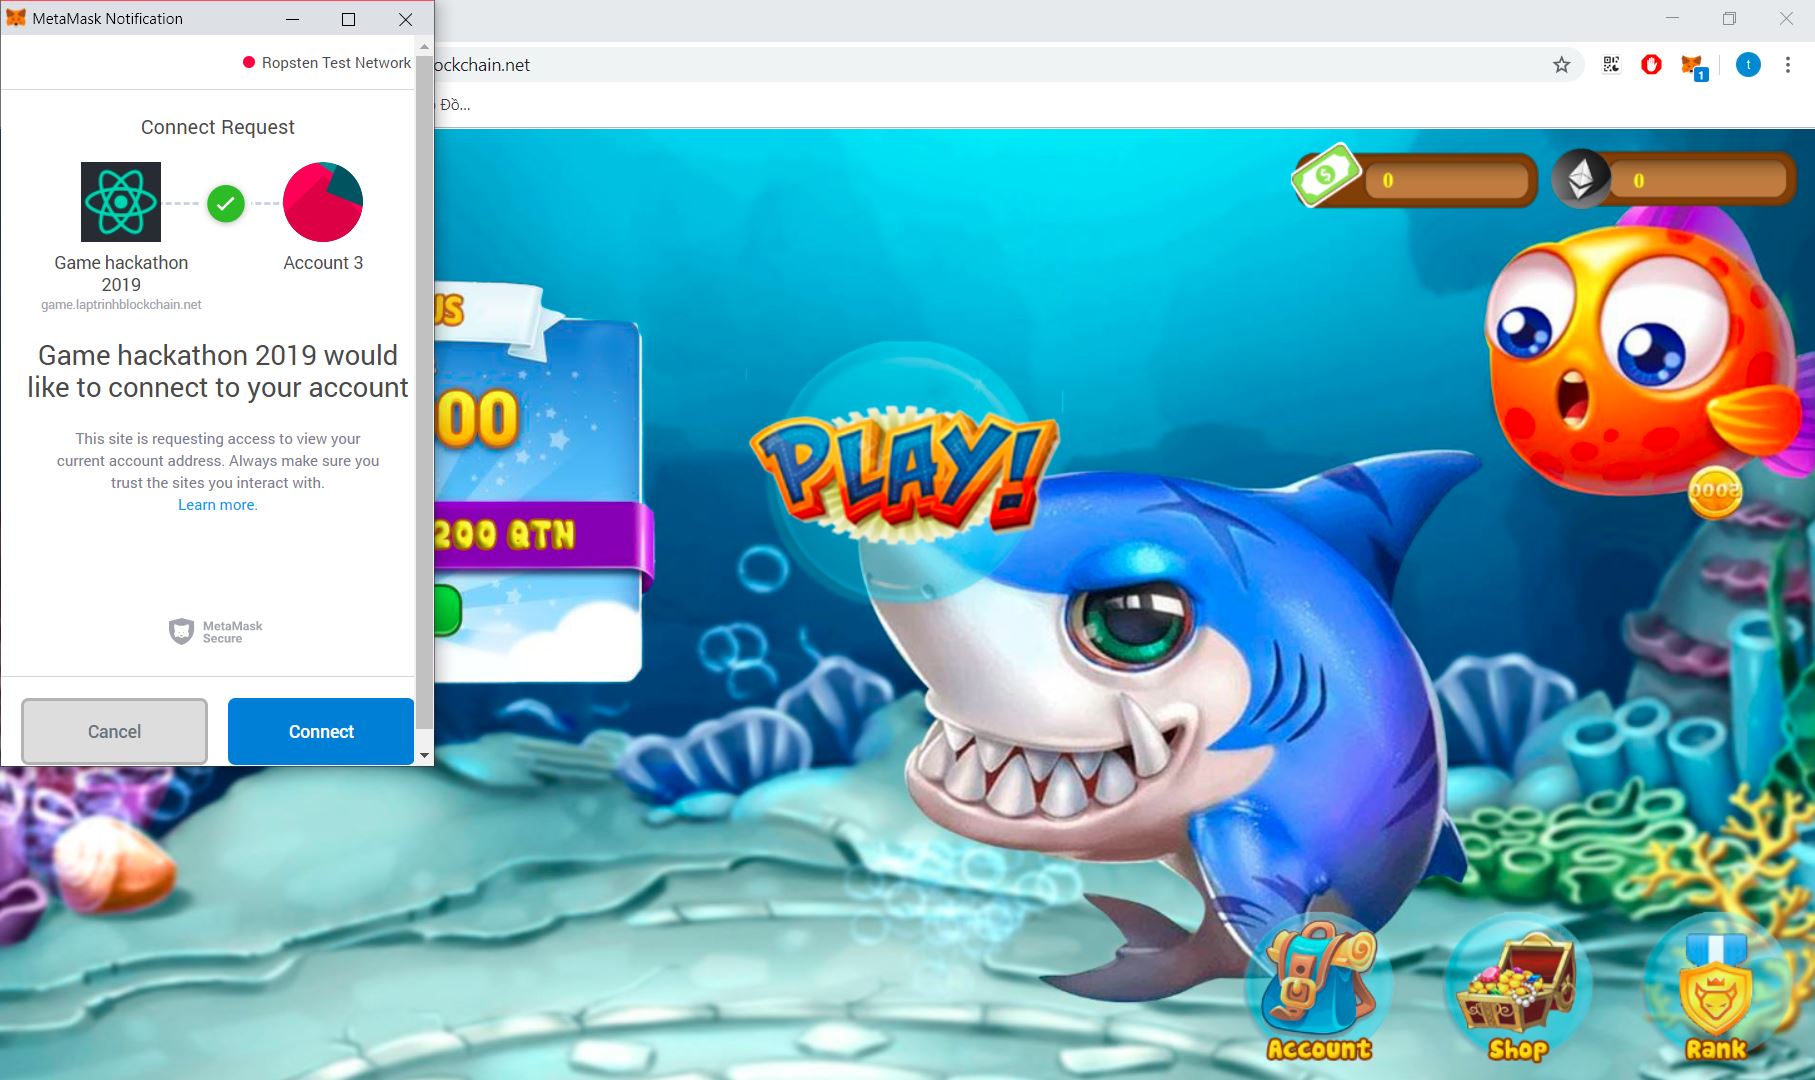 MetaMask Notification
Ropsten Test Network
Connect Request
Game hackathon
2019
game.laptrinhblockchain.net
Account 3
Game hackathon 2019 would
like to connect to your account
This site is requesting access to view your
current account address. Always make sure you
trust the sites you interact with.
Learn more.
MetaMask
Secure
Cancel
Connect
ockchain.net
1
t
Đồ...
0
0
US
00
200 QTN
PLAY!
5000
Account
Shop
Rank